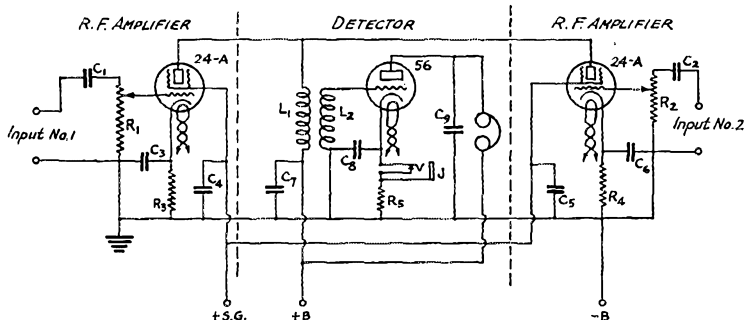 R.F. AMPLIFIER
DETECTOR
R.F. AMPLIFIER
24-A
56
24-A
C1
C2
Input No.1
R1
L1
L2
C9
R2
Input No.2
C3
C8
C6
C4
C7
V
J
R3
R5
C5
R4
+S.G.
+B
-B